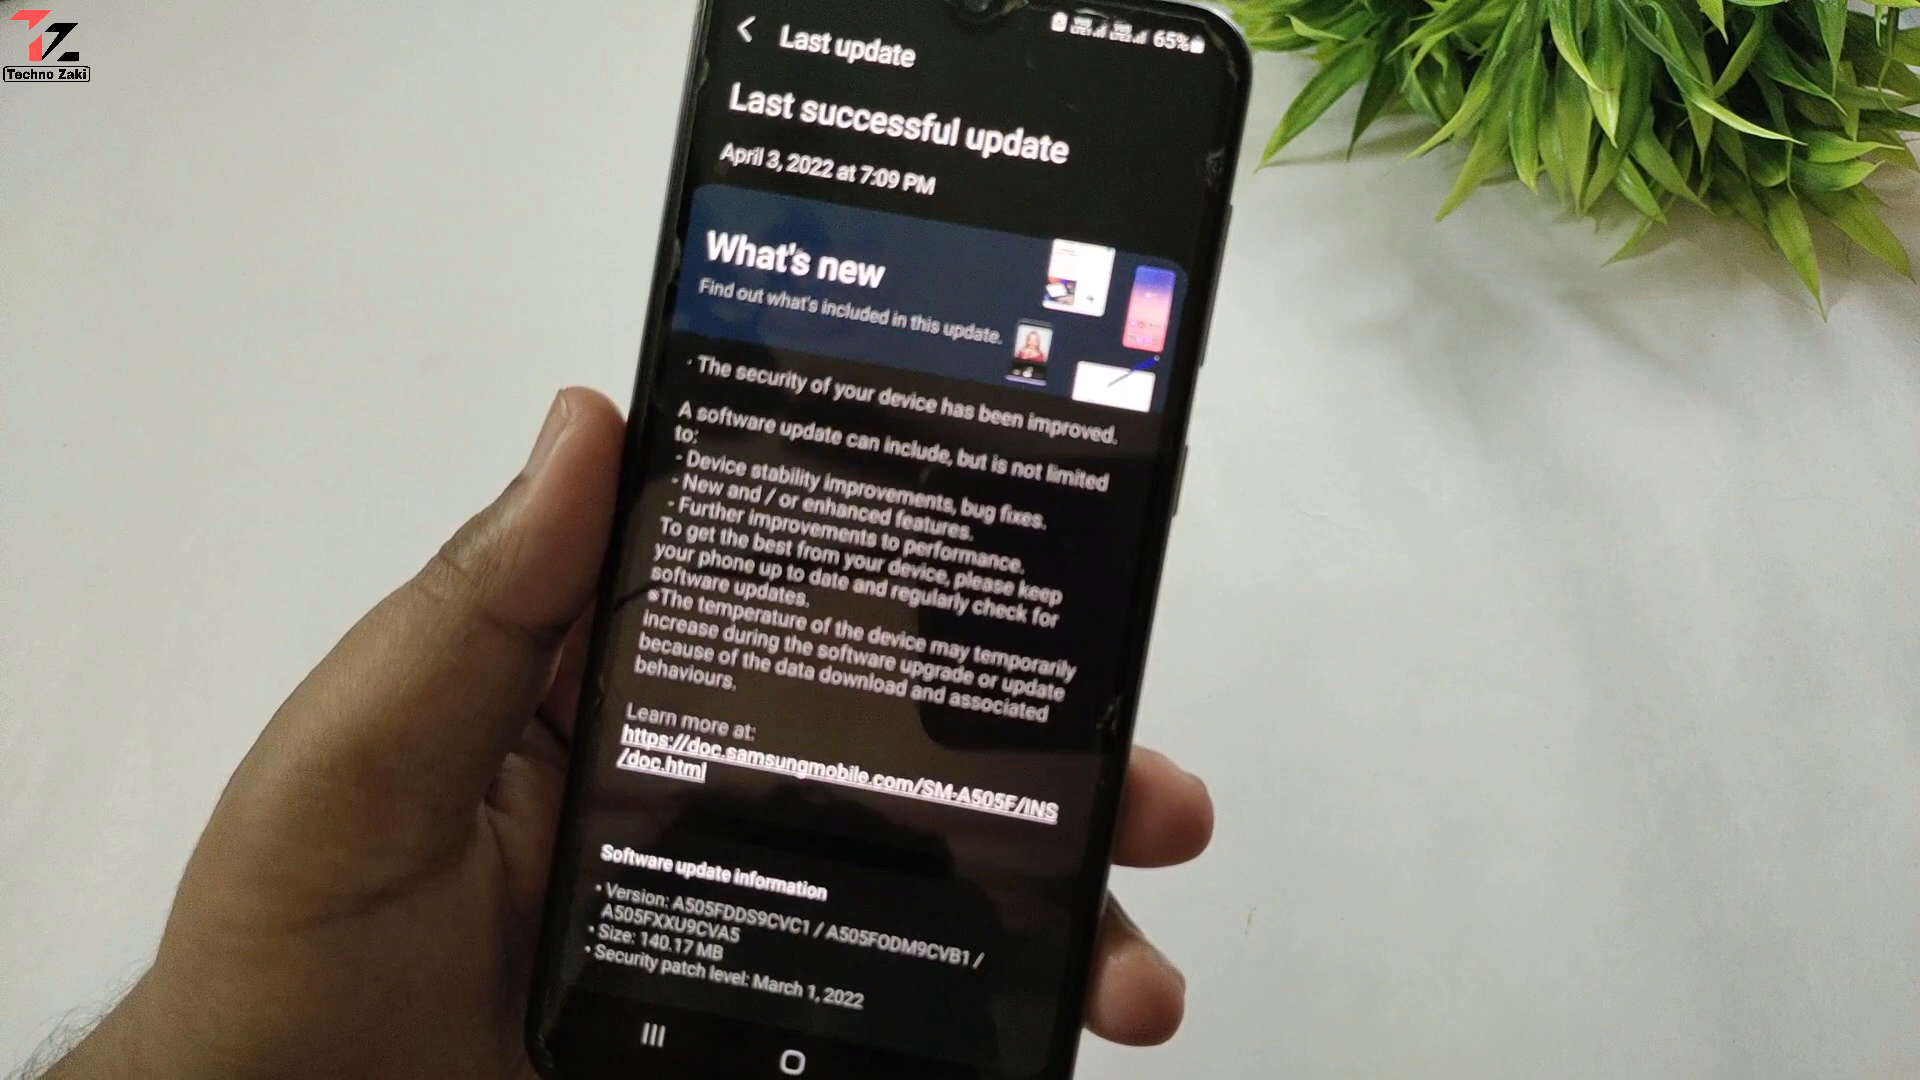 TZ
Techno Zaki
65%
Last update
Last successful update
April 3, 2022 at 7:09 PM
What's new
Find out what's included in this update.
· The security of your device has been improved.
A software update can include, but is not limited
to:
- Device stability improvements, bug fixes.
- New and / or enhanced features.
- Further improvements to performance.
To get the best from your device, please keep
your phone up to date and regularly check for
software updates.
※The temperature of the device may temporarily
increase during the software upgrade or update
because of the data download and associated
behaviours.
Learn more at:
https://doc.samsungmobile.com/SM-A505F/INS
/doc.html
Software update information
• Version: A505FDDS9CVC1 / A505FODM9CVB1 /
A505FXXU9CVA5
• Size: 140.17 MB
• Security patch level: March 1, 2022